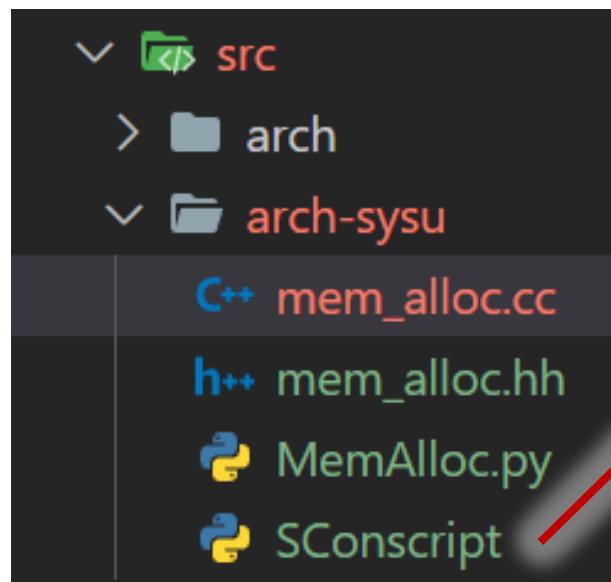 src
arch
arch-sysu
C++ mem_alloc.cc
h++ mem_alloc.hh
MemAlloc.py
SConscript